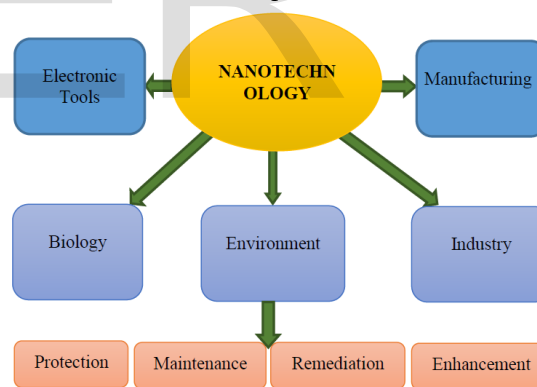 Electronic
Tools
NANOTECHN
OLOGY
Manufacturing
Biology
Environment
Industry
Protection
Maintenance
Remediation
Enhancement